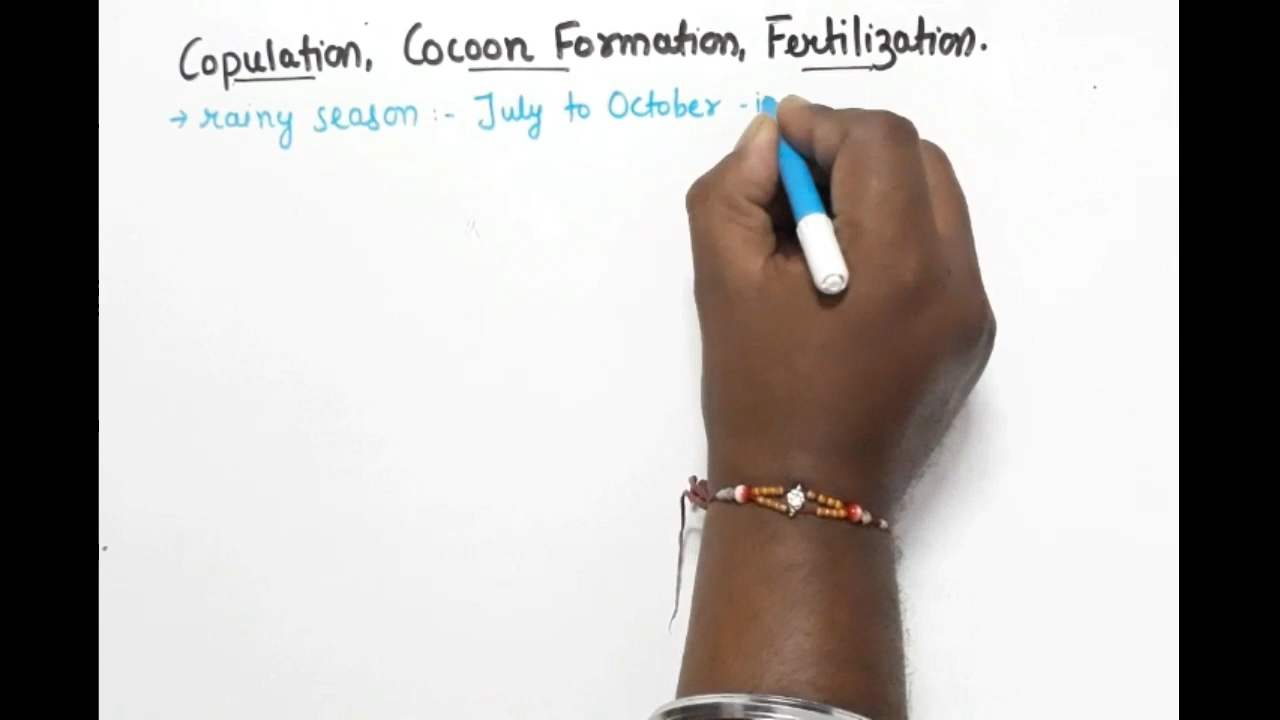 Copulation, Cocoon Formation, Fertilization.
→ rainy season :- July to October -